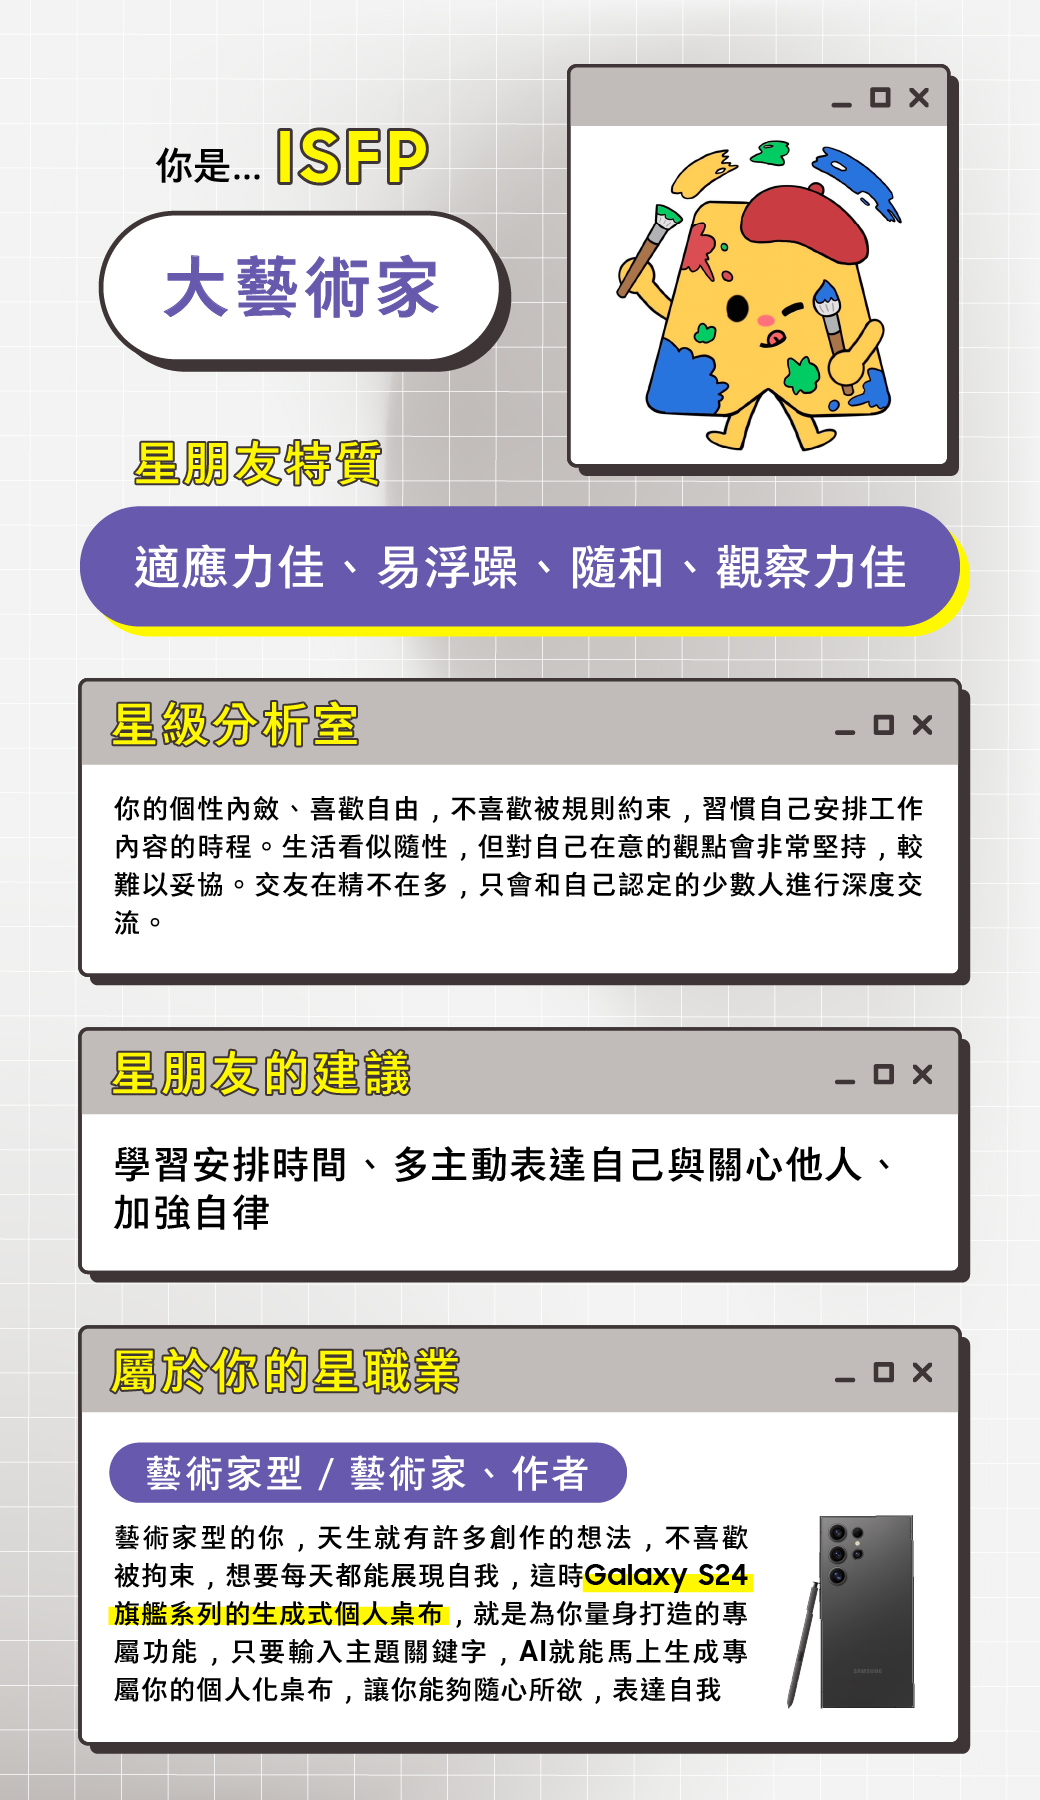 你是... ISFP
大藝術家
星朋友特質
適應力佳、易浮躁、隨和、觀察力佳
星級分析室
你的個性內斂、喜歡自由，不喜歡被規則約束，習慣自己安排工作
內容的時程。生活看似隨性，但對自己在意的觀點會非常堅持，較
難以妥協。交友在精不在多，只會和自己認定的少數人進行深度交
流。
星朋友的建議
學習安排時間、多主動表達自己與關心他人、
加強自律
屬於你的星職業
藝術家型 / 藝術家、作者
藝術家型的你，天生就有許多創作的想法，不喜歡
被拘束，想要每天都能展現自我，這時Galaxy S24
旗艦系列的生成式個人桌布，就是為你量身打造的專
屬功能，只要輸入主題關鍵字，AI就能馬上生成專
屬你的個人化桌布，讓你能夠隨心所欲，表達自我
SAMSUNG